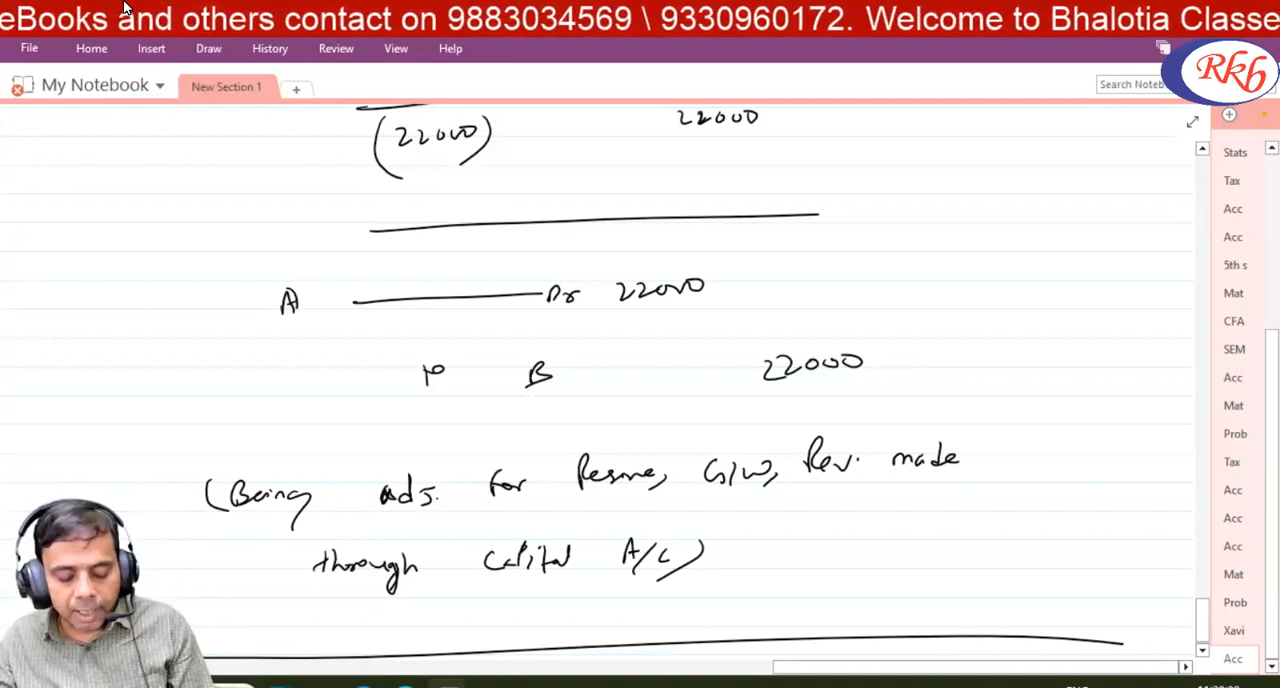 eBooks and others contact on 9883034569 \ 9330960172. Welcome to Bhalotia Classe
File Home Insert Draw History Review View Help
RKb
My Notebook New Section 1 + Search Noteb
(22000) 22000
A Dr 22000
To B 22000
(Being adj. for Reserve, G/W, Rev. made
through Capital A/C)
Stats
Tax
Acc
Acc
5th s
Mat
CFA
SEM
Acc
Mat
Prob
Tax
Acc
Acc
Acc
Mat
Prob
Xavi
Acc